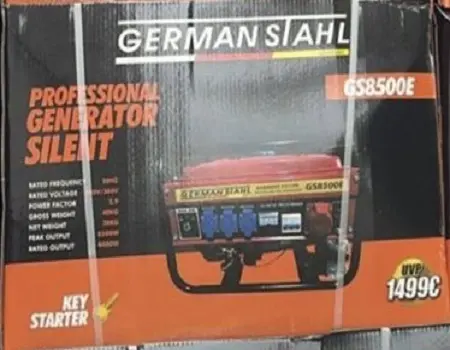 GERMAN STAHL
GS8500E
PROFESSIONAL
GENERATOR
SILENT
GERMAN STAHL
GS8500E
RATED FREQUENCY
RATED VOLTAGE
POWER FACTOR
GROSS WEIGHT
NET WEIGHT
PEAK OUTPUT
RATED OUTPUT
KEY
STARTER
UVP
1499€